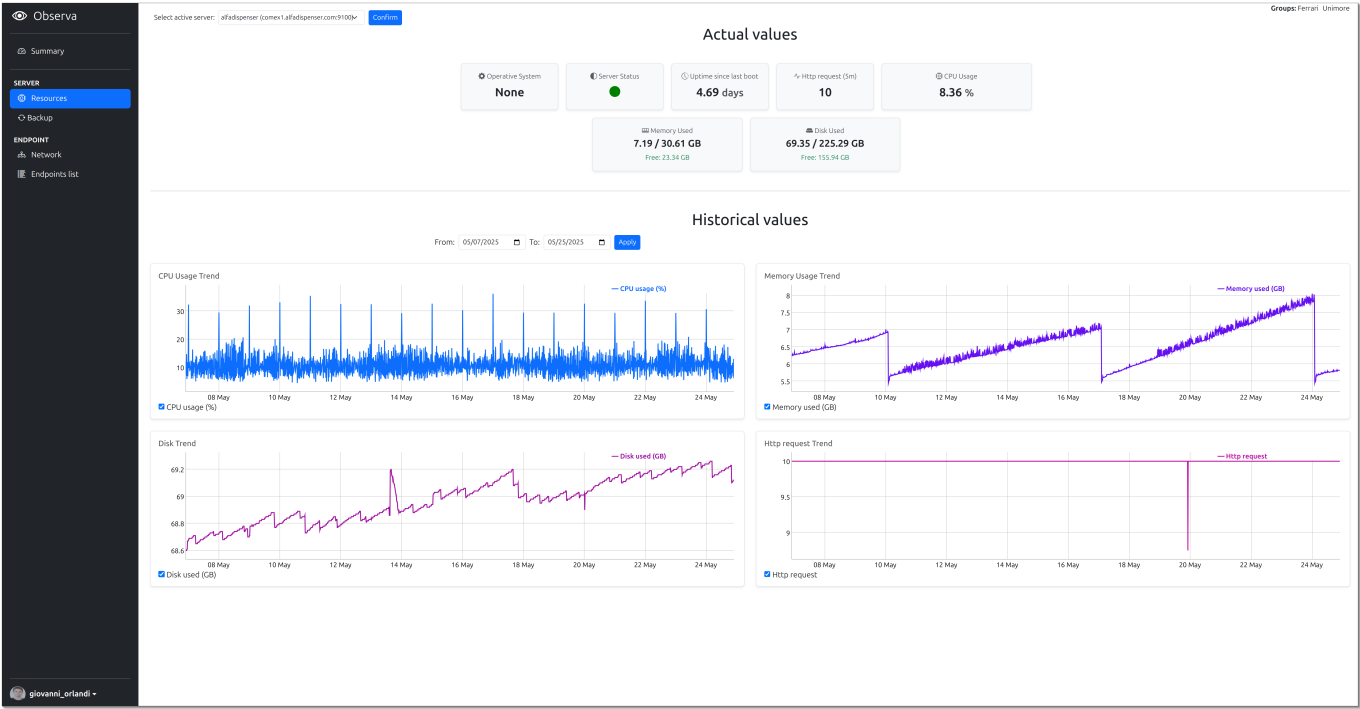 Observa
Summary
SERVER
Resources
Backup
ENDPOINT
Network
Endpoints list
giovanni_orlandi
Select active server: alfadispenser (comex1.alfadispenser.com:9100) Confirm
Groups: Ferrari Unimore
Actual values
Operative System
None
Server Status
Uptime since last boot
4.69 days
Http request (5m)
10
CPU Usage
8.36 %
Memory Used
7.19 / 30.61 GB
Free: 23.34 GB
Disk Used
69.35 / 225.29 GB
Free: 155.94 GB
Historical values
From: 05/07/2025 To: 05/25/2025 Apply
CPU Usage Trend
CPU usage (%)
30
20
10
08 May 10 May 12 May 14 May 16 May 18 May 20 May 22 May 24 May
CPU usage (%)
Memory Usage Trend
Memory used (GB)
8
7.5
7
6.5
6
5.5
08 May 10 May 12 May 14 May 16 May 18 May 20 May 22 May 24 May
Memory used (GB)
Disk Trend
Disk used (GB)
69.2
69
68.8
68.6
08 May 10 May 12 May 14 May 16 May 18 May 20 May 22 May 24 May
Disk used (GB)
Http request Trend
Http request
10
9.5
9
08 May 10 May 12 May 14 May 16 May 18 May 20 May 22 May 24 May
Http request